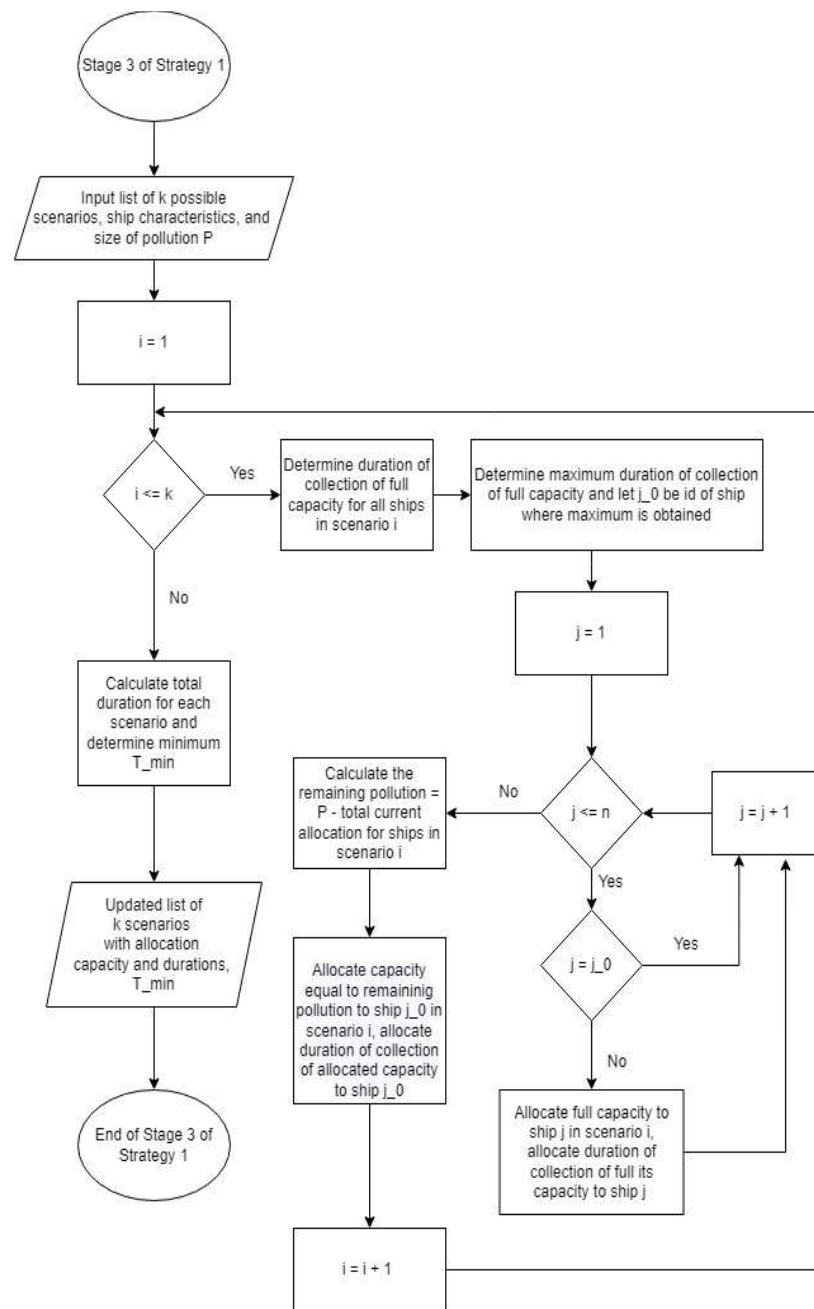 Stage 3 of Strategy 1
Input list of k possible
scenarios, ship characteristics, and
size of pollution P
i = 1
i <= k
Yes
Determine duration of
collection of full
capacity for all ships
in scenario i
Determine maximum duration of collection
of full capacity and let j_0 be id of ship
where maximum is obtained
j = 1
No
Calculate total
duration for each
scenario and
determine minimum
T_min
Calculate the
remaining pollution =
P - total current
allocation for ships in
scenario i
No
j <= n
j = j + 1
Yes
Updated list of
k scenarios
with allocation
capacity and durations,
T_min
j = j_0
Yes
Allocate capacity
equal to remaininig
pollution to ship j_0 in
scenario i, allocate
duration of collection
of allocated capacity
to ship j_0
No
Allocate full capacity to
ship j in scenario i,
allocate duration of
collection of full its
capacity to ship j
End of Stage 3 of
Strategy 1
i = i + 1